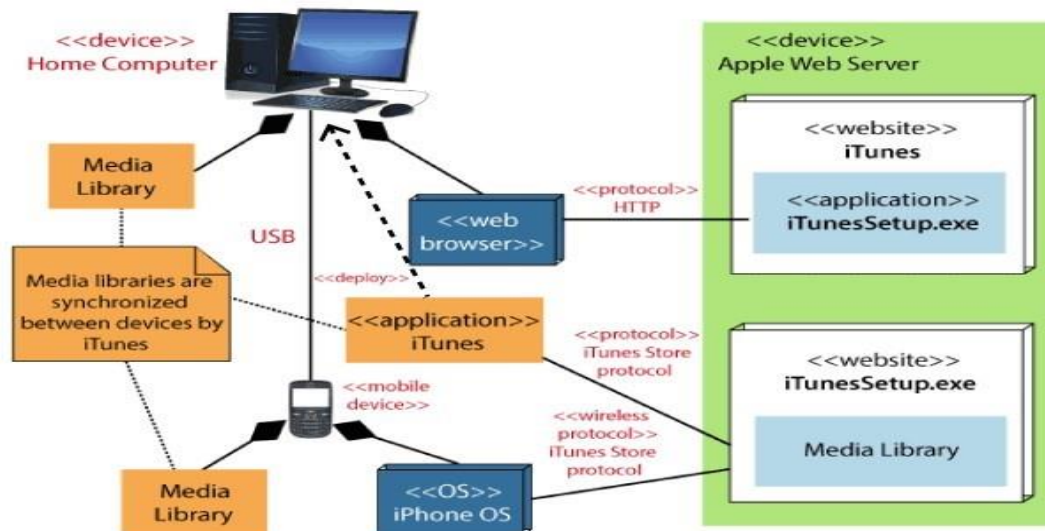 <<device>>
Home Computer
<<device>>
Apple Web Server
<<website>>
iTunes
<<application>>
iTunesSetup.exe
Media
Library
<<protocol>>
HTTP
<<web
browser>>
USB
<<deploy>>
Media libraries are
synchronized
between devices by
iTunes
<<application>>
iTunes
<<protocol>>
iTunes Store
protocol
<<website>>
iTunesSetup.exe
Media Library
<<mobile
device>>
<<wireless
protocol>>
iTunes Store
protocol
Media
Library
<<OS>>
iPhone OS